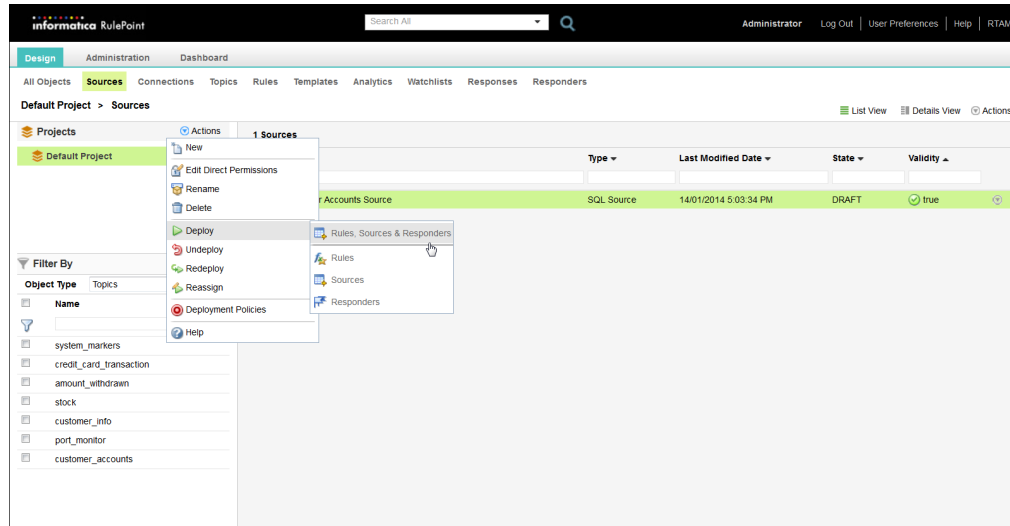 informatica RulePoint
Search All
Administrator Log Out User Preferences Help RTAM
Design Administration Dashboard
All Objects Sources Connections Topics Rules Templates Analytics Watchlists Responses Responders
Default Project > Sources
List View Details View Actions
Projects Actions
1 Sources
Default Project
New
Edit Direct Permissions
Rename
Delete
Deploy
Undeploy
Redeploy
Reassign
Deployment Policies
Help
Rules, Sources & Responders
Rules
Sources
Responders
Type Last Modified Date State Validity
r Accounts Source SQL Source 14/01/2014 5:03:34 PM DRAFT true
Filter By
Object Type Topics
Name
system_markers
credit_card_transaction
amount_withdrawn
stock
customer_info
port_monitor
customer_accounts